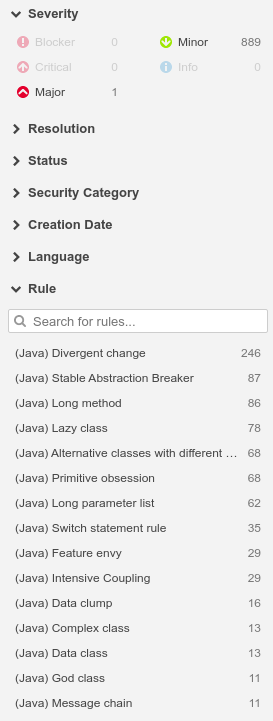 Severity
Blocker 0 Minor 889
Critical 0 Info 0
Major 1
Resolution
Status
Security Category
Creation Date
Language
Rule
Search for rules...
(Java) Divergent change 246
(Java) Stable Abstraction Breaker 87
(Java) Long method 86
(Java) Lazy class 78
(Java) Alternative classes with different ... 68
(Java) Primitive obsession 68
(Java) Long parameter list 62
(Java) Switch statement rule 35
(Java) Feature envy 29
(Java) Intensive Coupling 29
(Java) Data clump 16
(Java) Complex class 13
(Java) Data class 13
(Java) God class 11
(Java) Message chain 11